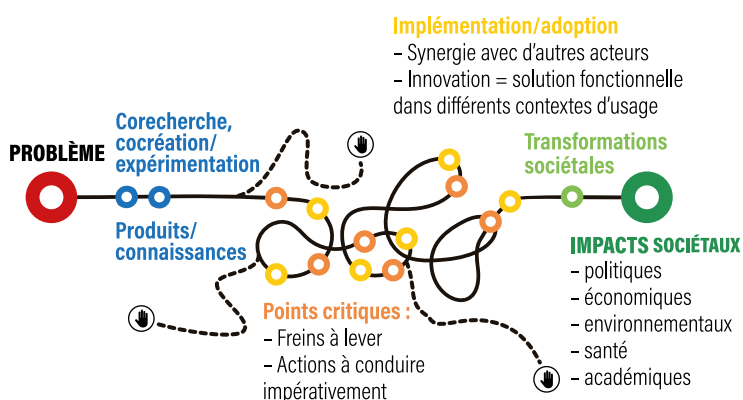 Implémentation/adoption
– Synergie avec d'autres acteurs
– Innovation = solution fonctionnelle
dans différents contextes d'usage
PROBLÈME
Corecherche,
cocréation/
expérimentation
Produits/
connaissances
Points critiques :
– Freins à lever
– Actions à conduire
impérativement
Transformations
sociétales
IMPACTS SOCIÉTAUX
– politiques
– économiques
– environnementaux
– santé
– académiques